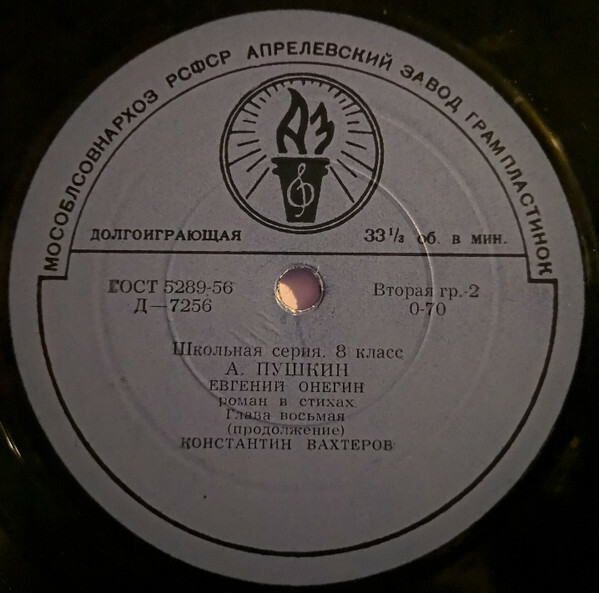 МОСОБЛСОВНАРХОЗ РСФСР АПРЕЛЕВСКИЙ ЗАВОД ГРАМПЛАСТИНОК
АЗ
ДОЛГОИГРАЮЩАЯ 33 1/3 об. в мин.
ГОСТ 5289-56 Вторая гр.-2
Д—7256 0-70
Школьная серия. 8 класс
А. ПУШКИН
ЕВГЕНИЙ ОНЕГИН
роман в стихах
Глава восьмая
(продолжение)
КОНСТАНТИН ВАХТЕРОВ